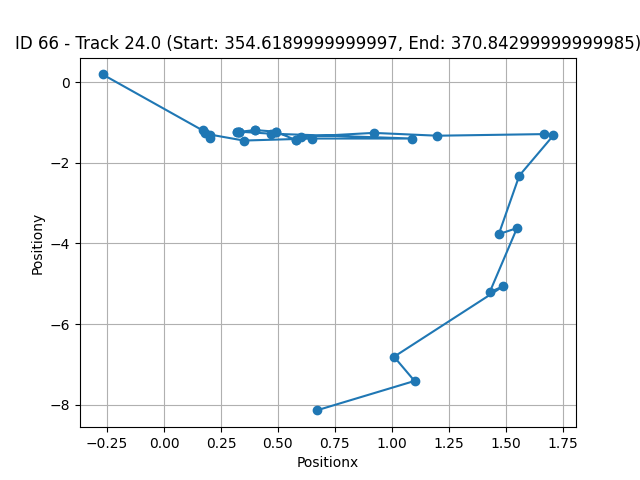 ID 66 - Track 24.0 (Start: 354.6189999999997, End: 370.84299999999985)
0
−2
−4
−6
−8
Positiony
−0.25 0.00 0.25 0.50 0.75 1.00 1.25 1.50 1.75
Positionx